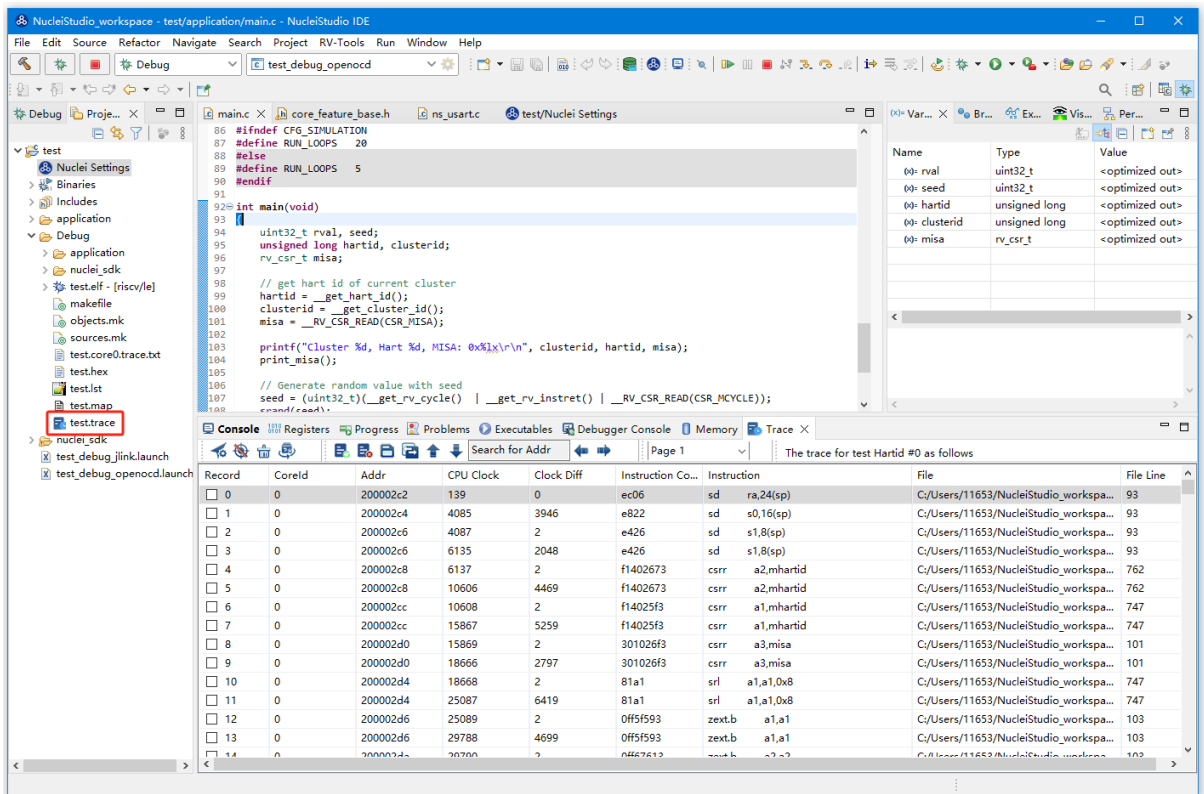 NucleiStudio_workspace - test/application/main.c - NucleiStudio IDE
File Edit Source Refactor Navigate Search Project RV-Tools Run Window Help
Debug test_debug_openocd
Debug Proje...
test
Nuclei Settings
Binaries
Includes
application
Debug
application
nuclei_sdk
test.elf - [riscv/le]
makefile
objects.mk
sources.mk
test.core0.trace.txt
test.hex
test.lst
test.map
test.trace
nuclei_sdk
test_debug_jlink.launch
test_debug_openocd.launch
main.c core_feature_base.h ns_usart.c test/Nuclei Settings
86 #ifndef CFG_SIMULATION
87 #define RUN_LOOPS 20
88 #else
89 #define RUN_LOOPS 5
90 #endif
91
92 int main(void)
93 {
94 uint32_t rval, seed;
95 unsigned long hartid, clusterid;
96 rv_csr_t misa;
97
98 // get hart id of current cluster
99 hartid = __get_hart_id();
100 clusterid = __get_cluster_id();
101 misa = __RV_CSR_READ(CSR_MISA);
102
103 printf("Cluster %d, Hart %d, MISA: 0x%lx\r\n", clusterid, hartid, misa);
104 print_misa();
105
106 // Generate random value with seed
107 seed = (uint32_t)(__get_rv_cycle() | __get_rv_instret() | __RV_CSR_READ(CSR_MCYCLE));
108 srand(seed);
(x)= Var... Br... Ex... Vis... Per...
Name Type Value
(x)= rval uint32_t <optimized out>
(x)= seed uint32_t <optimized out>
(x)= hartid unsigned long <optimized out>
(x)= clusterid unsigned long <optimized out>
(x)= misa rv_csr_t <optimized out>
Console Registers Progress Problems Executables Debugger Console Memory Trace
Search for Addr Page 1 The trace for test Hartid #0 as follows
Record CoreId Addr CPU Clock Clock Diff Instruction Co... Instruction File File Line
0 0 200002c2 139 0 ec06 sd ra,24(sp) C:/Users/11653/NucleiStudio_workspa... 93
1 0 200002c4 4085 3946 e822 sd s0,16(sp) C:/Users/11653/NucleiStudio_workspa... 93
2 0 200002c6 4087 2 e426 sd s1,8(sp) C:/Users/11653/NucleiStudio_workspa... 93
3 0 200002c6 6135 2048 e426 sd s1,8(sp) C:/Users/11653/NucleiStudio_workspa... 93
4 0 200002c8 6137 2 f1402673 csrr a2,mhartid C:/Users/11653/NucleiStudio_workspa... 762
5 0 200002c8 10606 4469 f1402673 csrr a2,mhartid C:/Users/11653/NucleiStudio_workspa... 762
6 0 200002cc 10608 2 f14025f3 csrr a1,mhartid C:/Users/11653/NucleiStudio_workspa... 747
7 0 200002cc 15867 5259 f14025f3 csrr a1,mhartid C:/Users/11653/NucleiStudio_workspa... 747
8 0 200002d0 15869 2 301026f3 csrr a3,misa C:/Users/11653/NucleiStudio_workspa... 101
9 0 200002d0 18666 2797 301026f3 csrr a3,misa C:/Users/11653/NucleiStudio_workspa... 101
10 0 200002d4 18668 2 81a1 srl a1,a1,0x8 C:/Users/11653/NucleiStudio_workspa... 747
11 0 200002d4 25087 6419 81a1 srl a1,a1,0x8 C:/Users/11653/NucleiStudio_workspa... 747
12 0 200002d6 25089 2 0ff5f593 zext.b a1,a1 C:/Users/11653/NucleiStudio_workspa... 103
13 0 200002d6 29788 4699 0ff5f593 zext.b a1,a1 C:/Users/11653/NucleiStudio_workspa... 103
14 0 200002da 29790 2 0ff67613 zext.b a2,a2 C:/Users/11653/NucleiStudio_workspa... 103